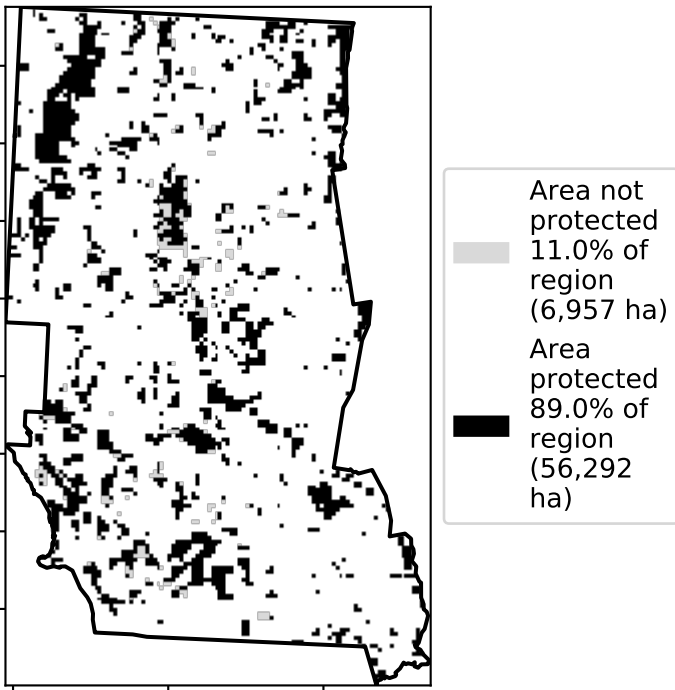 Area not
protected
11.0% of
region
(6,957 ha)
Area
protected
89.0% of
region
(56,292
ha)